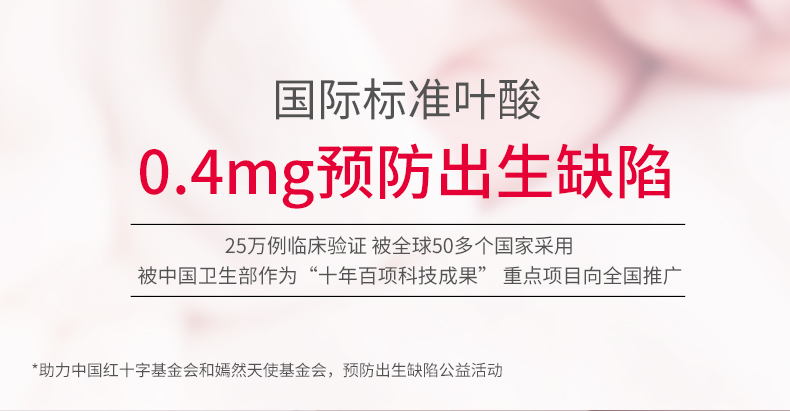 国际标准叶酸
0.4mg预防出生缺陷
25万例临床验证 被全球50多个国家采用
被中国卫生部作为“十年百项科技成果” 重点项目向全国推广
*助力中国红十字基金会和嫣然天使基金会，预防出生缺陷公益活动